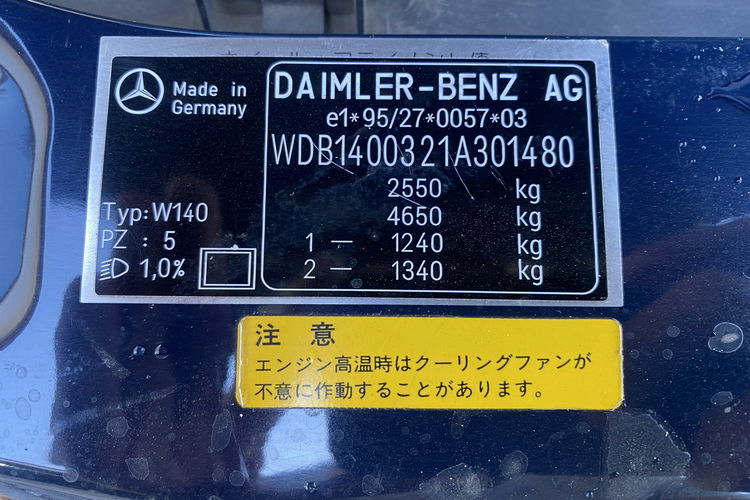 Made in
Germany
DAIMLER-BENZ AG
e1*95/27*0057*03
WDB1400321A301480
2550 kg
4650 kg
1 — 1240 kg
2 — 1340 kg
Typ: W140
PZ : 5
1,0%
注 意
エンジン高温時はクーリングファンが
不意に作動することがあります。